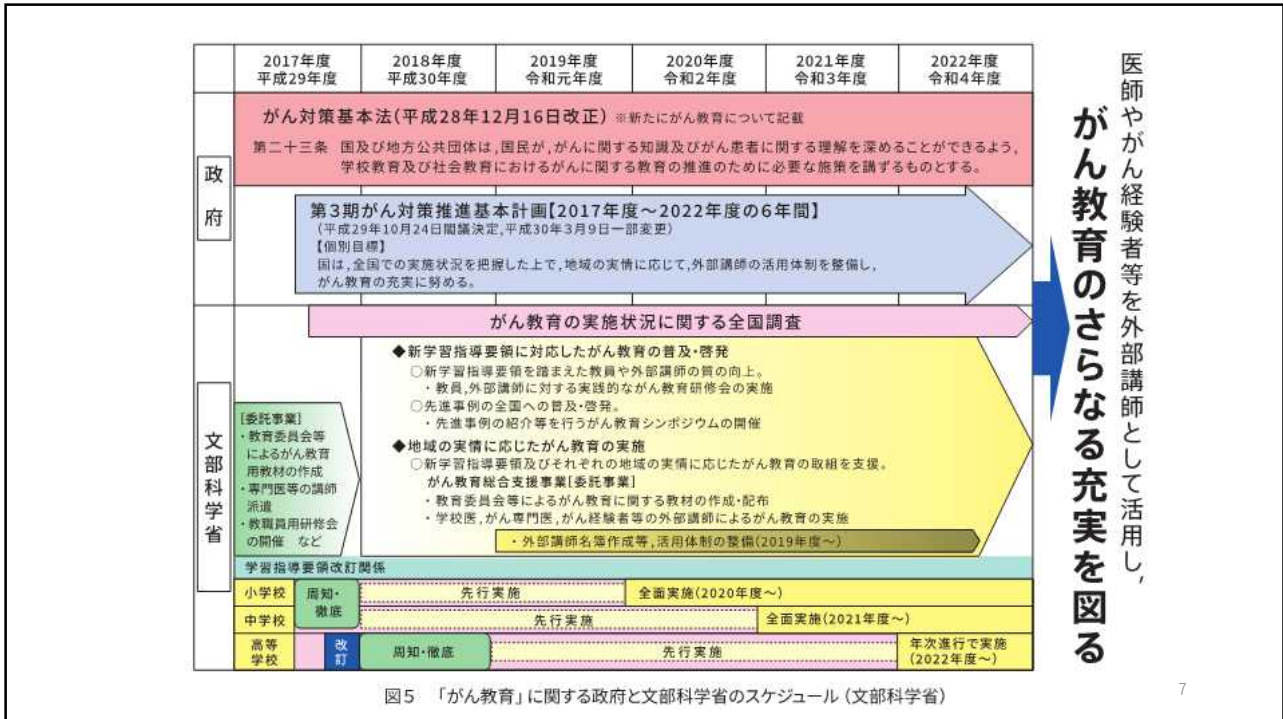 2017年度
平成29年度
2018年度
平成30年度
2019年度
令和元年度
2020年度
令和2年度
2021年度
令和3年度
2022年度
令和4年度
政府
がん対策基本法(平成28年12月16日改正) ※新たにがん教育について記載
第二十三条 国及び地方公共団体は,国民が,がんに関する知識及びがん患者に関する理解を深めることができるよう,
学校教育及び社会教育におけるがんに関する教育の推進のために必要な施策を講ずるものとする。
第3期がん対策推進基本計画【2017年度～2022年度の6年間】
(平成29年10月24日閣議決定,平成30年3月9日一部変更)
【個別目標】
国は,全国での実施状況を把握した上で,地域の実情に応じて,外部講師の活用体制を整備し,
がん教育の充実に努める。
文部科学省
がん教育の実施状況に関する全国調査
[委託事業]
・教育委員会等
によるがん教育
用教材の作成
・専門医等の講師
派遣
・教職員用研修会
の開催 など
◆新学習指導要領に対応したがん教育の普及・啓発
○新学習指導要領を踏まえた教員や外部講師の質の向上。
・教員,外部講師に対する実践的ながん教育研修会の実施
○先進事例の全国への普及・啓発。
・先進事例の紹介等を行うがん教育シンポジウムの開催
◆地域の実情に応じたがん教育の実施
○新学習指導要領及びそれぞれの地域の実情に応じたがん教育の取組を支援。
がん教育総合支援事業[委託事業]
・教育委員会等によるがん教育に関する教材の作成・配布
・学校医,がん専門医,がん経験者等の外部講師によるがん教育の実施
・外部講師名簿作成等,活用体制の整備(2019年度～)
学習指導要領改訂関係
小学校
周知・
徹底
先行実施
全面実施(2020年度～)
中学校
先行実施
全面実施(2021年度～)
高等
学校
改訂
周知・徹底
先行実施
年次進行で実施
(2022年度～)
医師やがん経験者等を外部講師として活用し,
がん教育のさらなる充実を図る
図5 「がん教育」に関する政府と文部科学省のスケジュール(文部科学省)
7